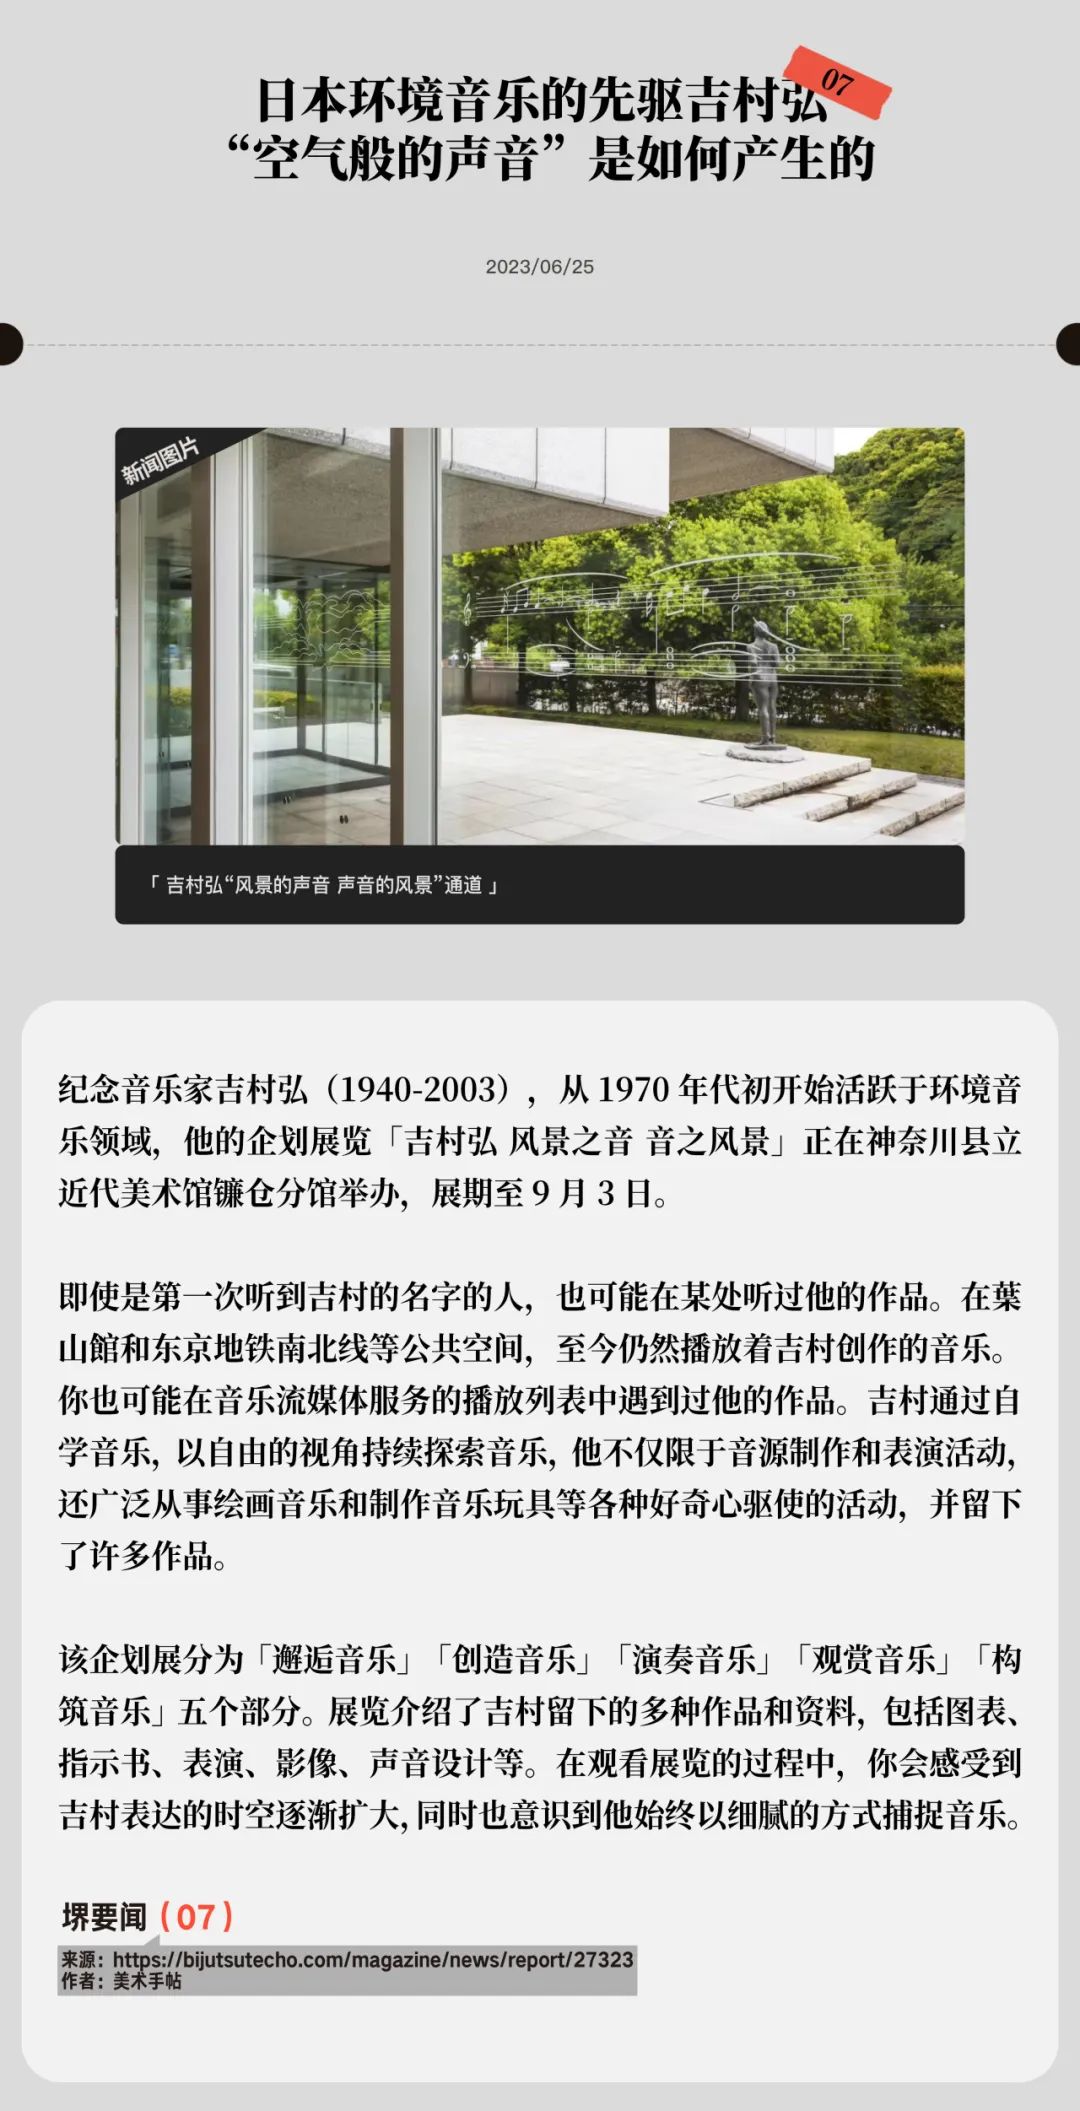 07
日本环境音乐的先驱吉村弘
“空气般的声音”是如何产生的
2023/06/25
新闻图片
「 吉村弘“风景的声音 声音的风景”通道 」
纪念音乐家吉村弘（1940-2003），从 1970 年代初开始活跃于环境音
乐领域，他的企划展览「吉村弘 风景之音 音之风景」正在神奈川县立
近代美术馆镰仓分馆举办，展期至 9 月 3 日。
即使是第一次听到吉村的名字的人，也可能在某处听过他的作品。在葉
山館和东京地铁南北线等公共空间，至今仍然播放着吉村创作的音乐。
你也可能在音乐流媒体服务的播放列表中遇到过他的作品。吉村通过自
学音乐，以自由的视角持续探索音乐，他不仅限于音源制作和表演活动，
还广泛从事绘画音乐和制作音乐玩具等各种好奇心驱使的活动，并留下
了许多作品。
该企划展分为「邂逅音乐」「创造音乐」「演奏音乐」「观赏音乐」「构
筑音乐」五个部分。展览介绍了吉村留下的多种作品和资料，包括图表、
指示书、表演、影像、声音设计等。在观看展览的过程中，你会感受到
吉村表达的时空逐渐扩大，同时也意识到他始终以细腻的方式捕捉音乐。
堺要闻（07）
来源：https://bijutsutecho.com/magazine/news/report/27323
作者：美术手帖